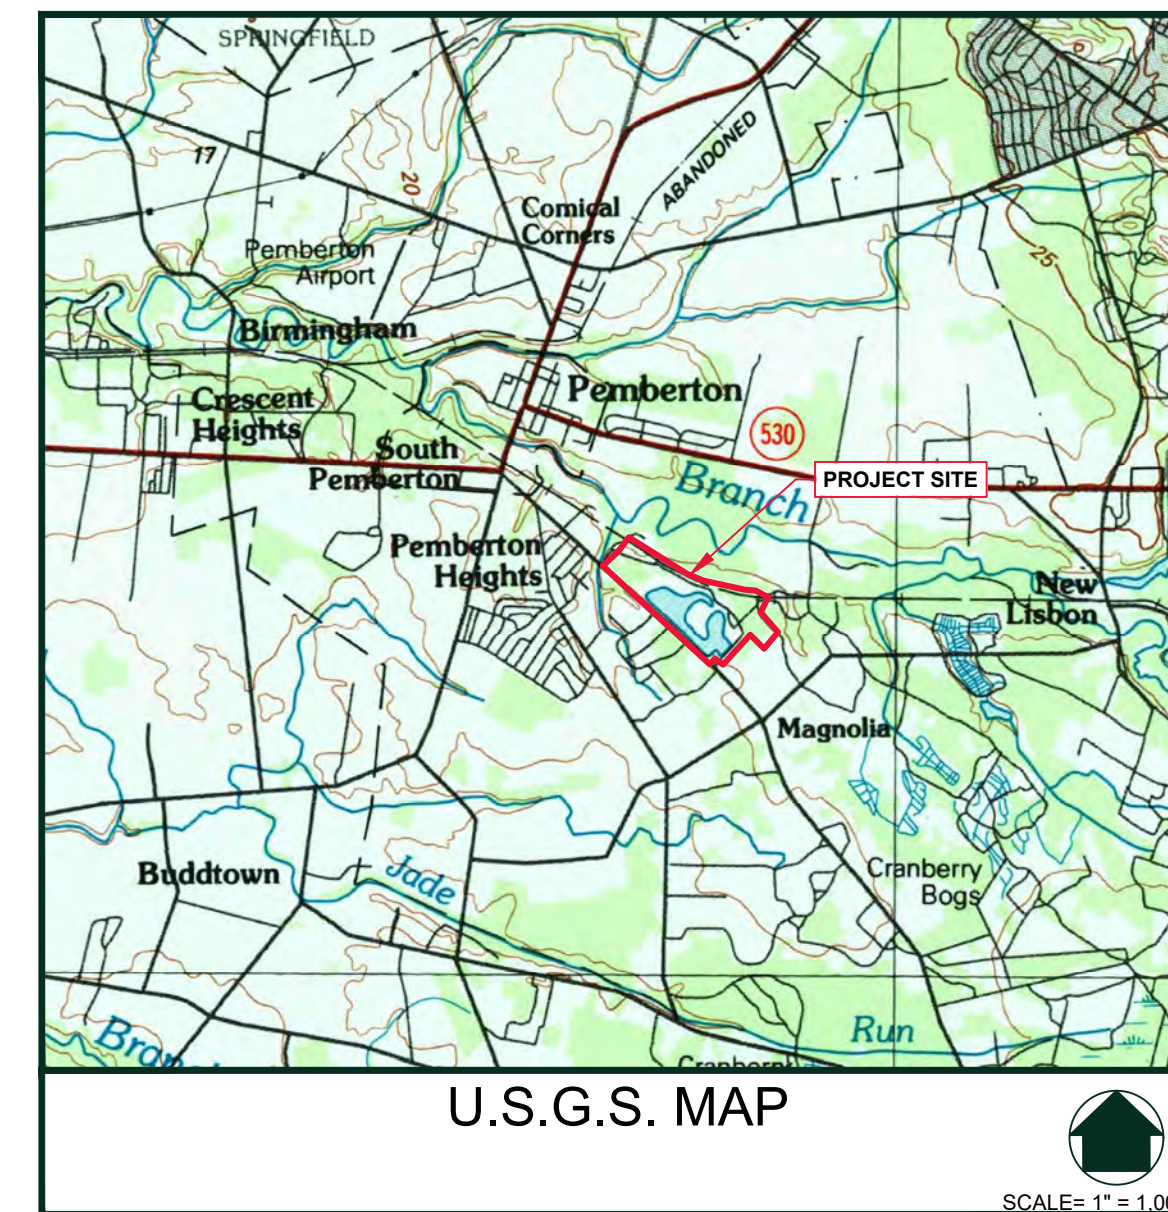 SPRINGFIELD
17
20
ABANDONED
Comical
Corners
Pemberton
Airport
25
Birmingham
Pemberton
Crescent
Heights
530
South
Pemberton
Branch
PROJECT SITE
Pemberton
Heights
New
Lisbon
Magnolia
Buddtown
Jade
Cranberry
Bogs
Run
U.S.G.S. MAP